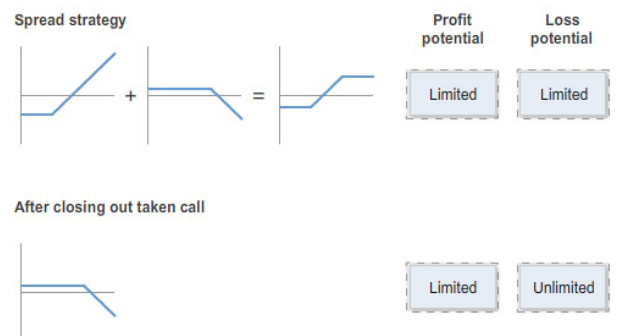 Spread strategy
Profit potential
Loss potential
+
=
Limited
Limited
After closing out taken call
Limited
Unlimited